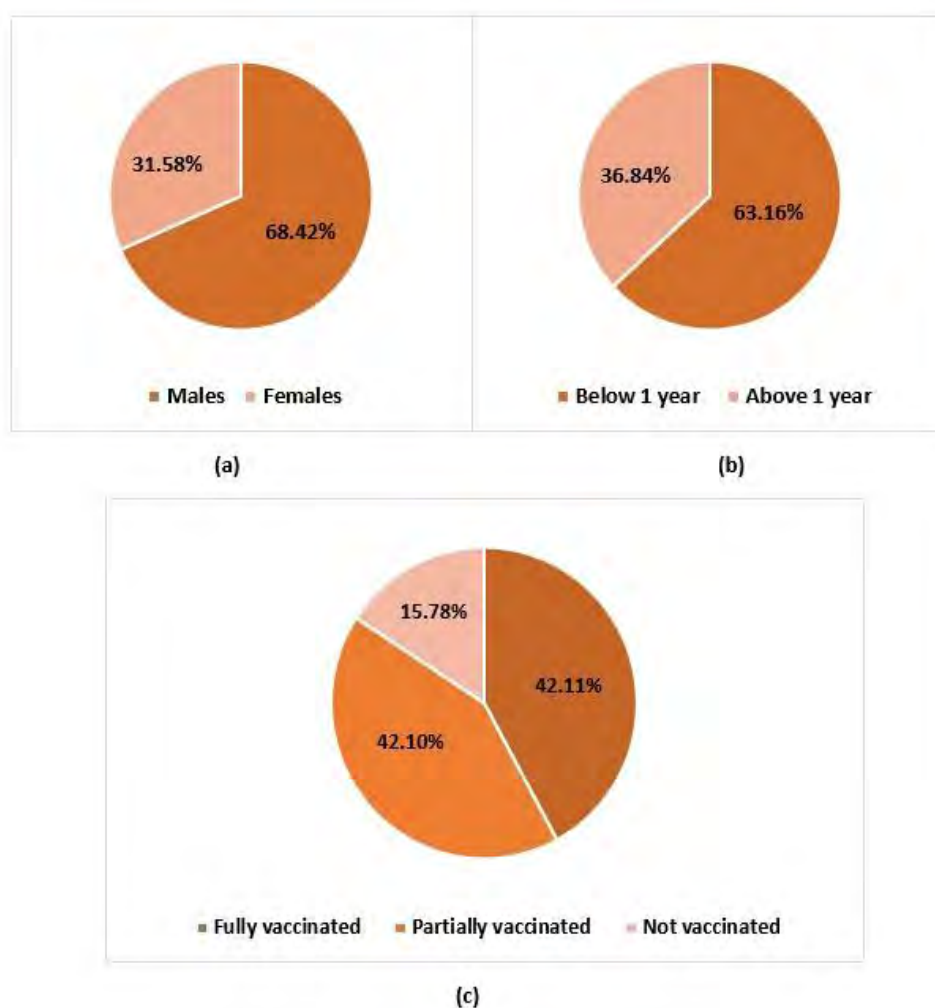 31.58%
68.42%
Males Females
36.84%
63.16%
Below 1 year Above 1 year
(a) (b)
15.78%
42.11%
42.10%
Fully vaccinated Partially vaccinated Not vaccinated
(c)